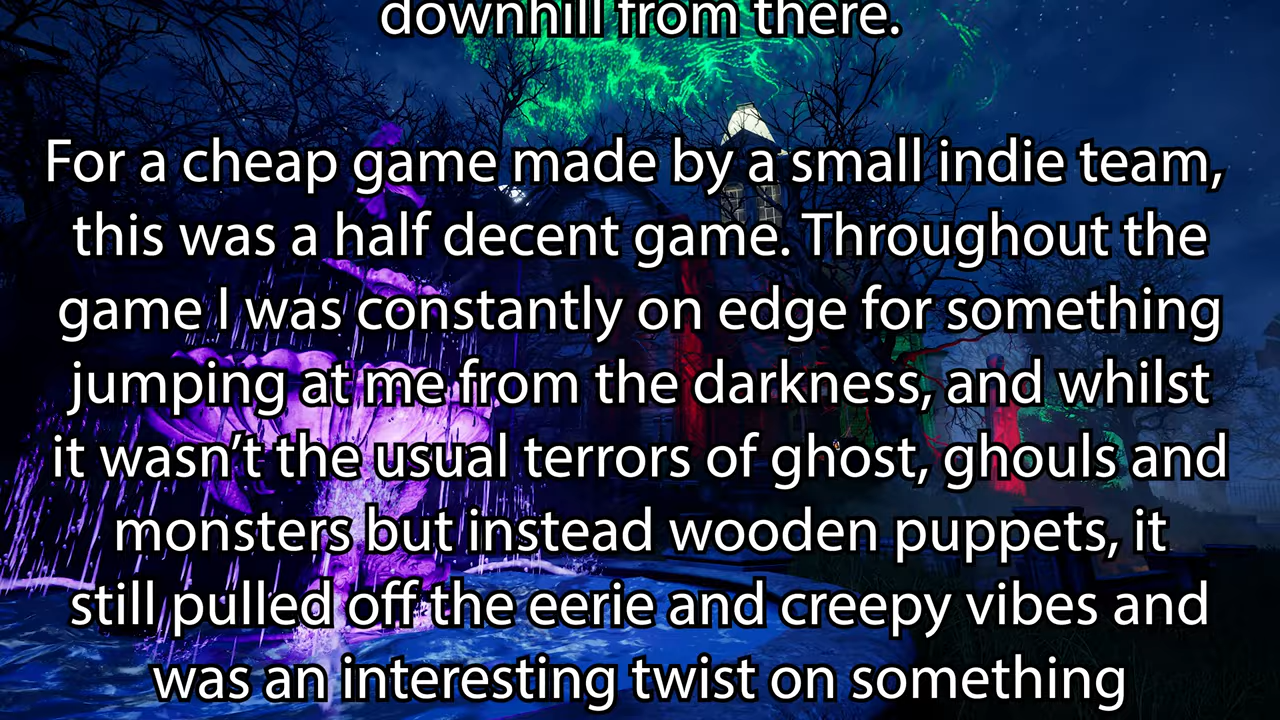 downhill from there.
For a cheap game made by a small indie team,
this was a half decent game. Throughout the
game I was constantly on edge for something
jumping at me from the darkness, and whilst
it wasn’t the usual terrors of ghost, ghouls and
monsters but instead wooden puppets, it
still pulled off the eerie and creepy vibes and
was an interesting twist on something